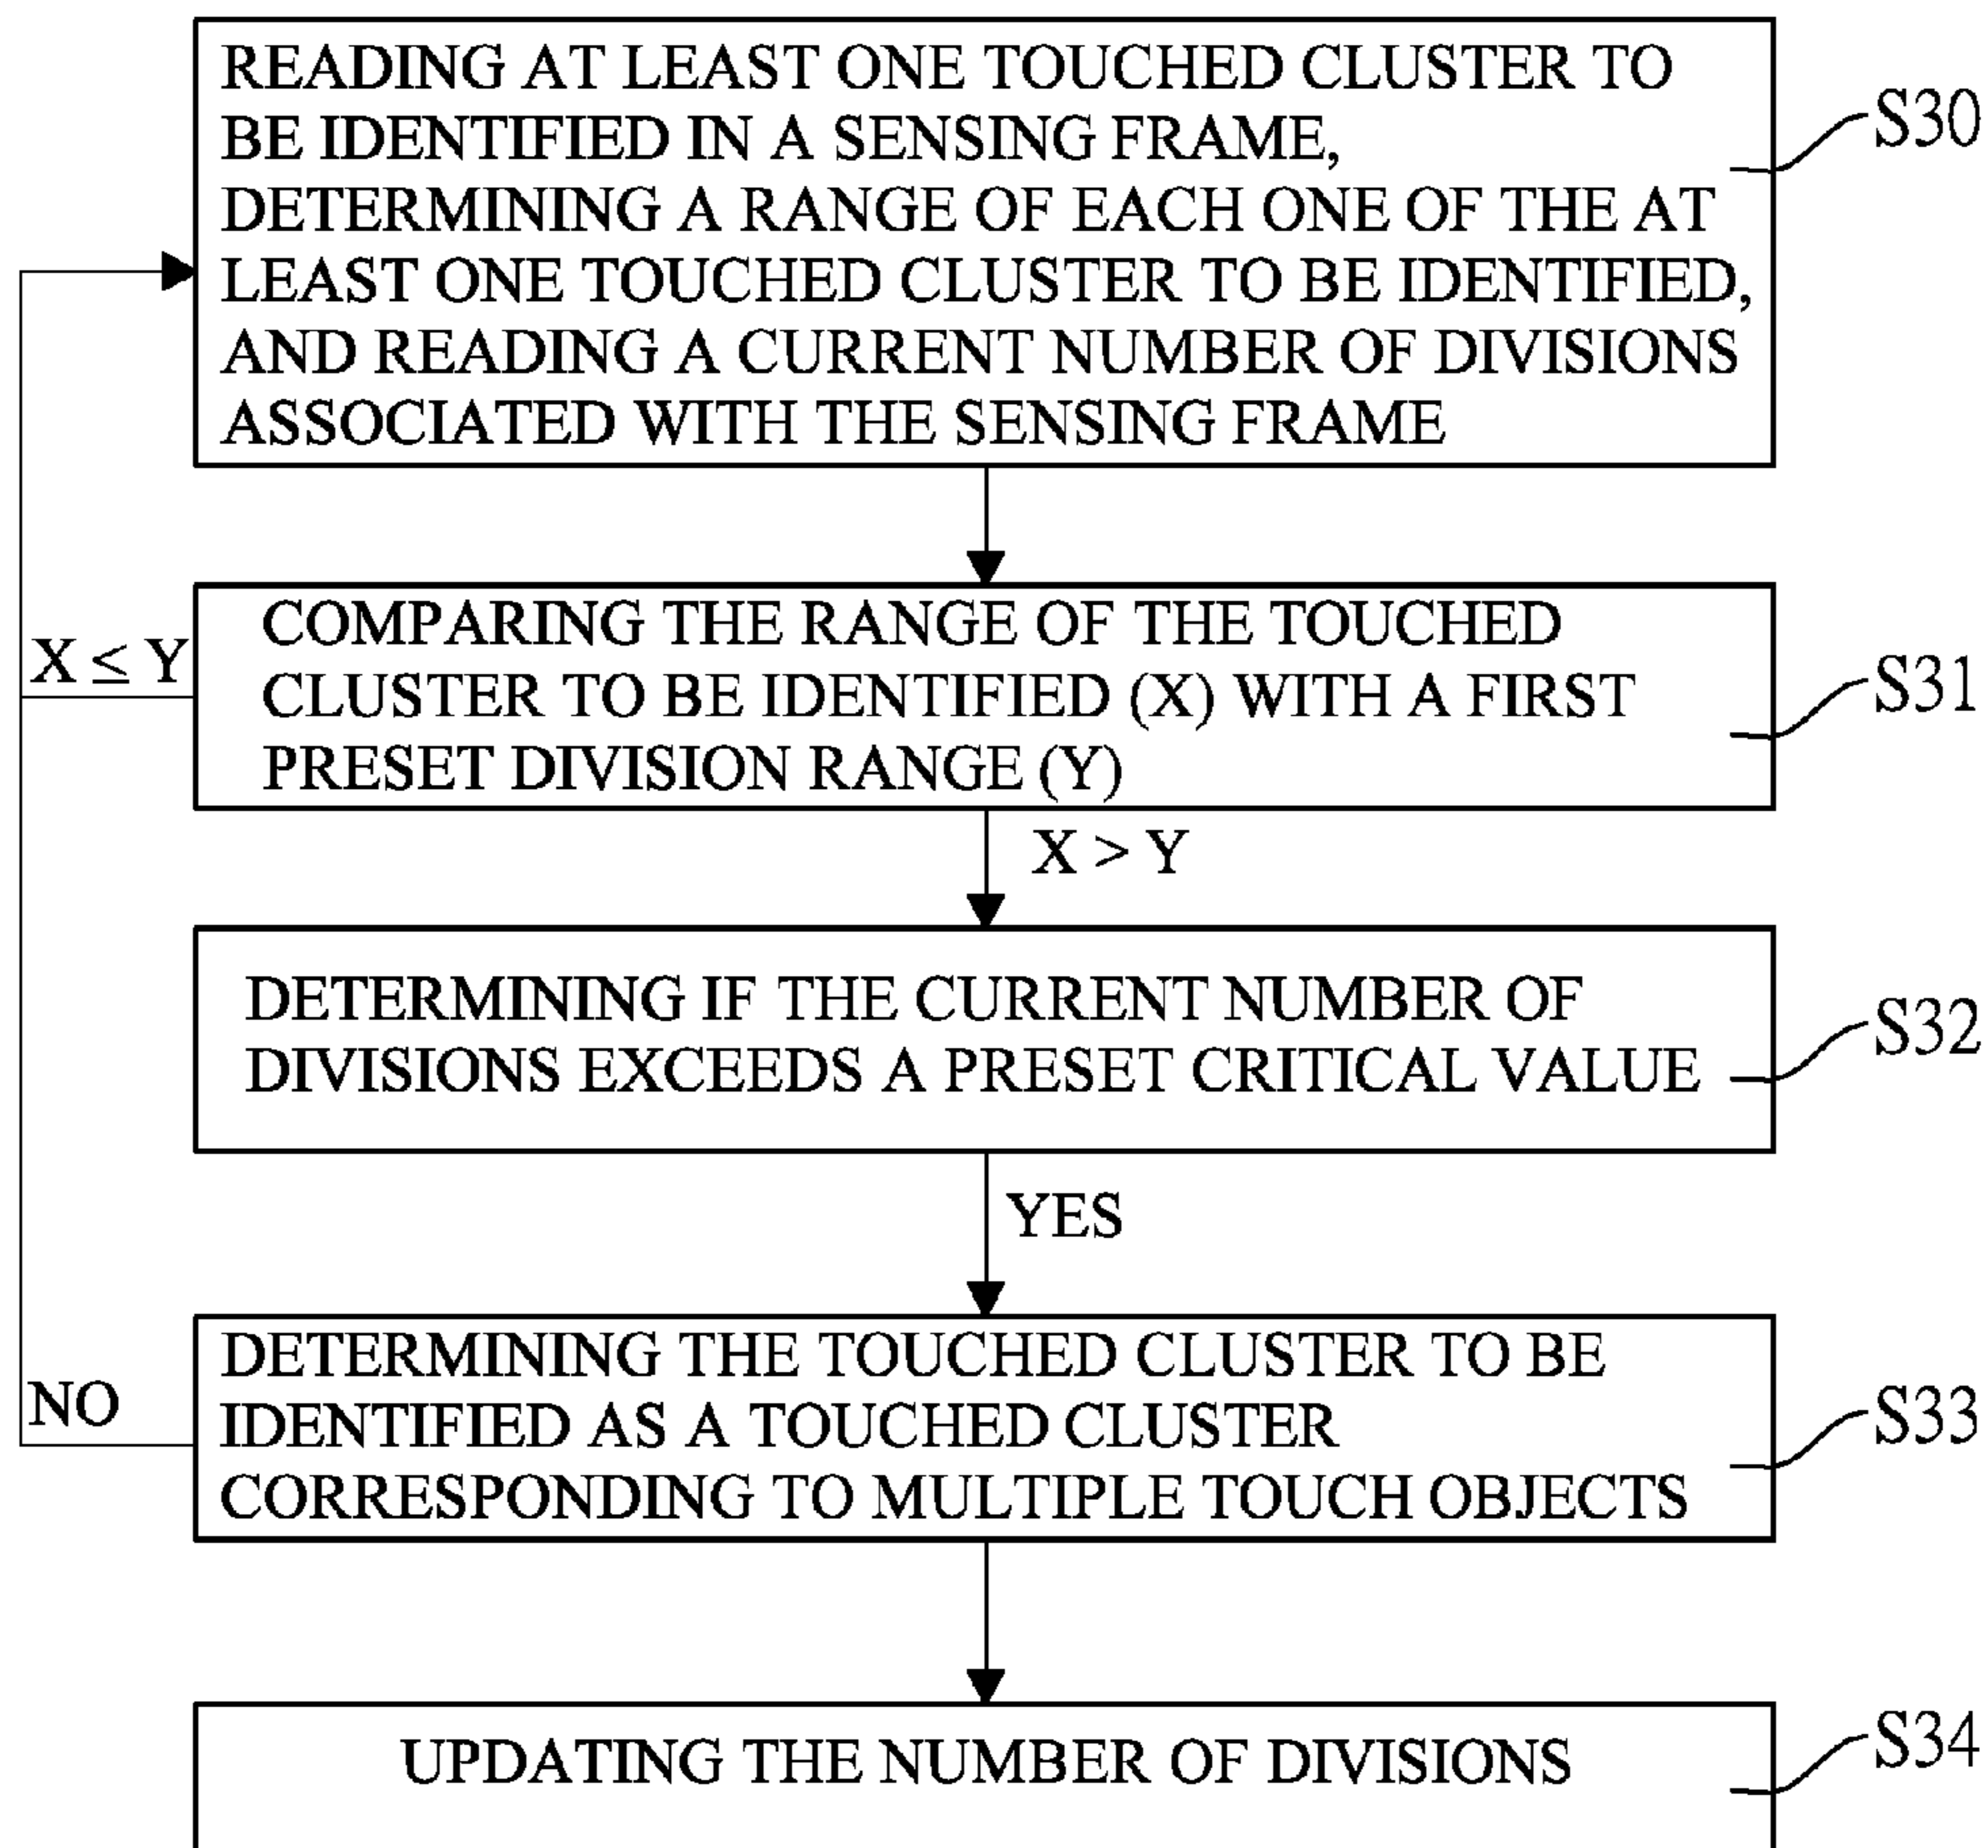 READING AT LEAST ONE TOUCHED CLUSTER TO
BE IDENTIFIED IN A SENSING FRAME,
DETERMINING A RANGE OF EACH ONE OF THE AT
LEAST ONE TOUCHED CLUSTER TO BE IDENTIFIED,
AND READING A CURRENT NUMBER OF DIVISIONS
ASSOCIATED WITH THE SENSING FRAME
S30
COMPARING THE RANGE OF THE TOUCHED
CLUSTER TO BE IDENTIFIED (X) WITH A FIRST
PRESET DIVISION RANGE (Y)
S31
X ≤ Y
X > Y
DETERMINING IF THE CURRENT NUMBER OF
DIVISIONS EXCEEDS A PRESET CRITICAL VALUE
S32
YES
DETERMINING THE TOUCHED CLUSTER TO BE
IDENTIFIED AS A TOUCHED CLUSTER
CORRESPONDING TO MULTIPLE TOUCH OBJECTS
S33
NO
UPDATING THE NUMBER OF DIVISIONS
S34